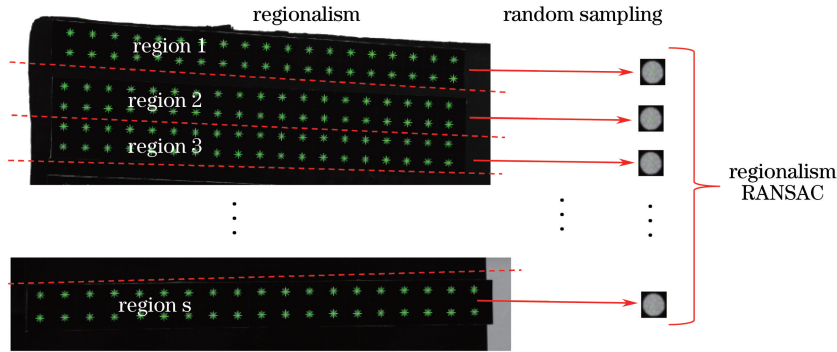 regionalism
random sampling
region 1
region 2
region 3
regionalism
RANSAC
region s